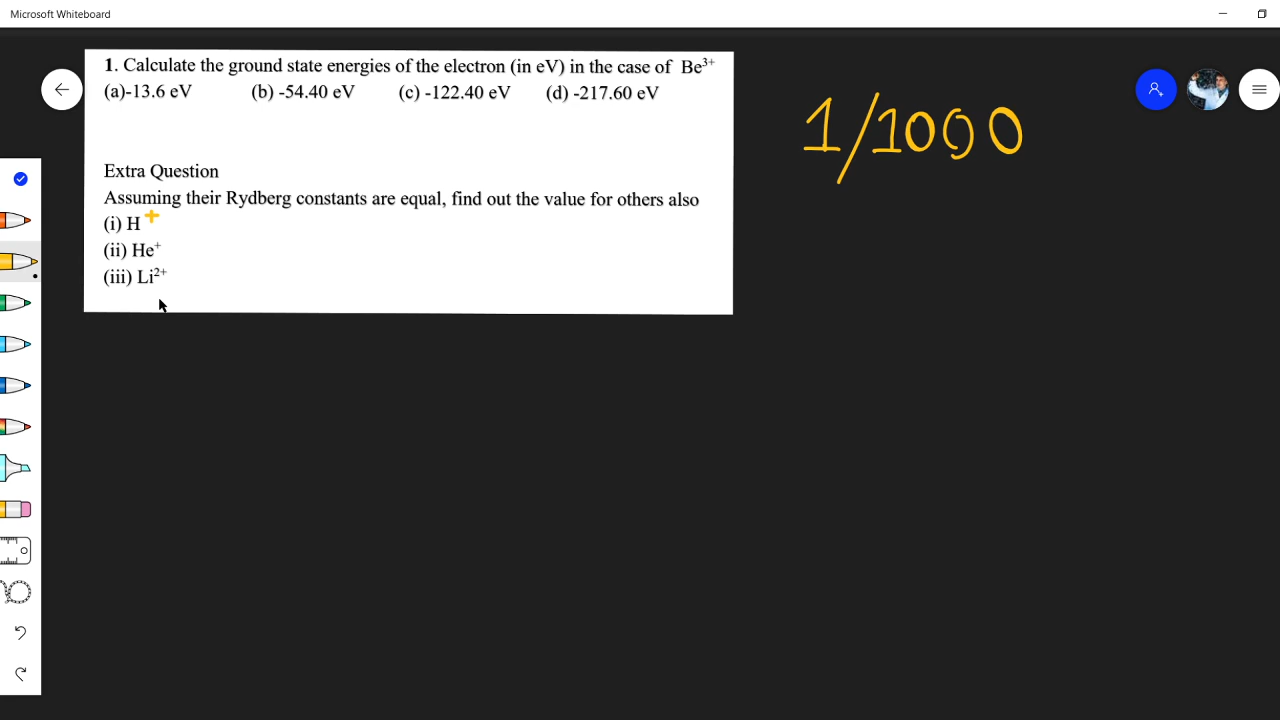 Microsoft Whiteboard
1. Calculate the ground state energies of the electron (in eV) in the case of Be³⁺
(a)-13.6 eV (b) -54.40 eV (c) -122.40 eV (d) -217.60 eV
1/1000
Extra Question
Assuming their Rydberg constants are equal, find out the value for others also
(i) H +
(ii) He⁺
(iii) Li²⁺